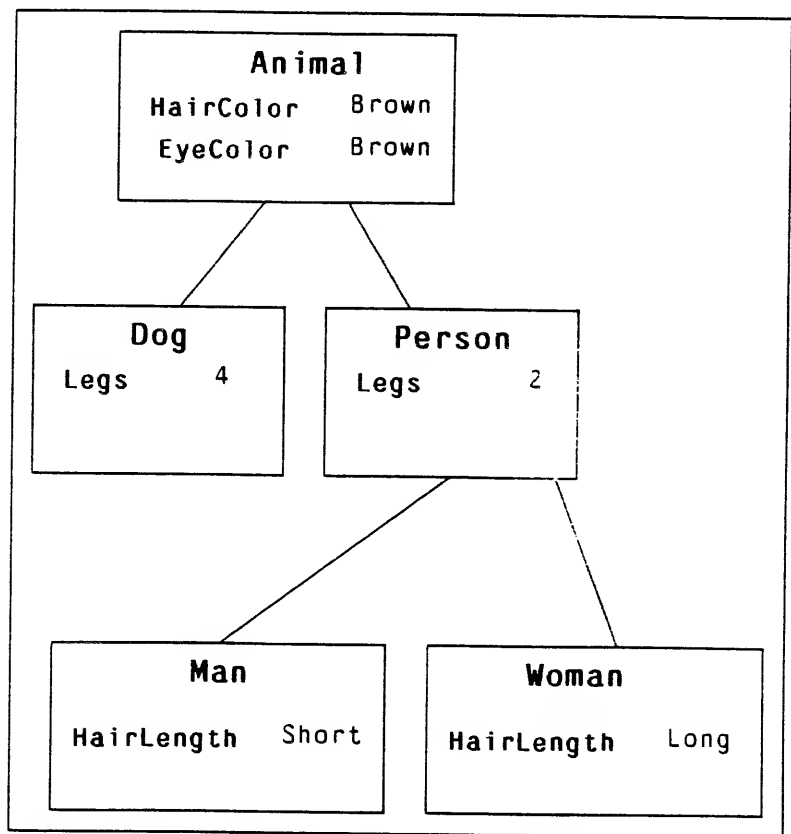 Animal
HairColor Brown
EyeColor Brown
Dog
Legs 4
Person
Legs 2
Man
HairLength Short
Woman
HairLength Long